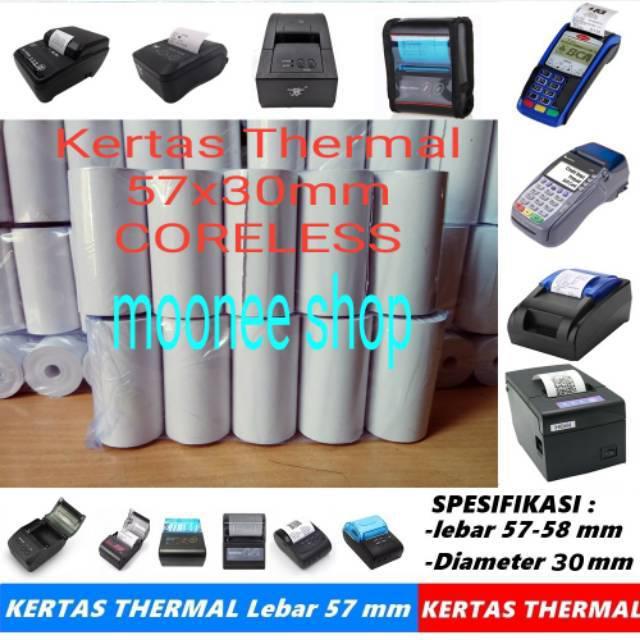 Kertas Thermal
57x30mm
CORELESS
moonee shop
SPESIFIKASI :
-lebar 57-58 mm
-Diameter 30 mm
KERTAS THERMAL Lebar 57 mm
KERTAS THERMAL